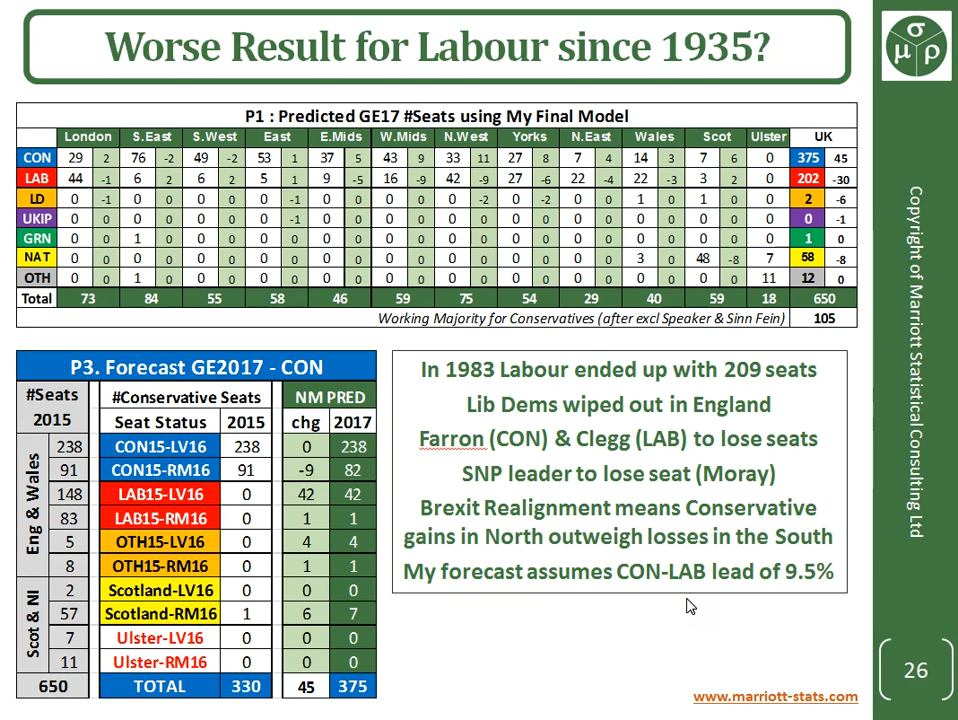 Worse Result for Labour since 1935?
σ
μ ρ
P1 : Predicted GE17 #Seats using My Final Model
London S.East S.West East E.Mids W.Mids N.West Yorks N.East Wales Scot Ulster UK
CON 29 2 76 -2 49 -2 53 1 37 5 43 9 33 11 27 8 7 4 14 3 7 6 0 375 45
LAB 44 -1 6 2 6 2 5 1 9 -5 16 -9 42 -9 27 -6 22 -4 22 -3 3 2 0 202 -30
LD 0 -1 0 0 0 0 0 -1 0 0 0 0 0 -2 0 -2 0 0 1 0 1 0 0 2 -6
UKIP 0 0 0 0 0 0 0 -1 0 0 0 0 0 0 0 0 0 0 0 0 0 0 0 0 -1
GRN 0 0 1 0 0 0 0 0 0 0 0 0 0 0 0 0 0 0 0 0 0 0 0 1 0
NAT 0 0 0 0 0 0 0 0 0 0 0 0 0 0 0 0 0 0 3 0 48 -8 7 58 -8
OTH 0 0 1 0 0 0 0 0 0 0 0 0 0 0 0 0 0 0 0 0 0 0 11 12 0
Total 73 84 55 58 46 59 75 54 29 40 59 18 650
Working Majority for Conservatives (after excl Speaker & Sinn Fein) 105
P3. Forecast GE2017 - CON
#Seats #Conservative Seats NM PRED
2015 Seat Status 2015 chg 2017
Eng & Wales
238 CON15-LV16 238 0 238
91 CON15-RM16 91 -9 82
148 LAB15-LV16 0 42 42
83 LAB15-RM16 0 1 1
5 OTH15-LV16 0 4 4
8 OTH15-RM16 0 1 1
Scot & NI
2 Scotland-LV16 0 0 0
57 Scotland-RM16 1 6 7
7 Ulster-LV16 0 0 0
11 Ulster-RM16 0 0 0
650 TOTAL 330 45 375
In 1983 Labour ended up with 209 seats
Lib Dems wiped out in England
Farron (CON) & Clegg (LAB) to lose seats
SNP leader to lose seat (Moray)
Brexit Realignment means Conservative
gains in North outweigh losses in the South
My forecast assumes CON-LAB lead of 9.5%
www.marriott-stats.com
Copyright of Marriott Statistical Consulting Ltd
26